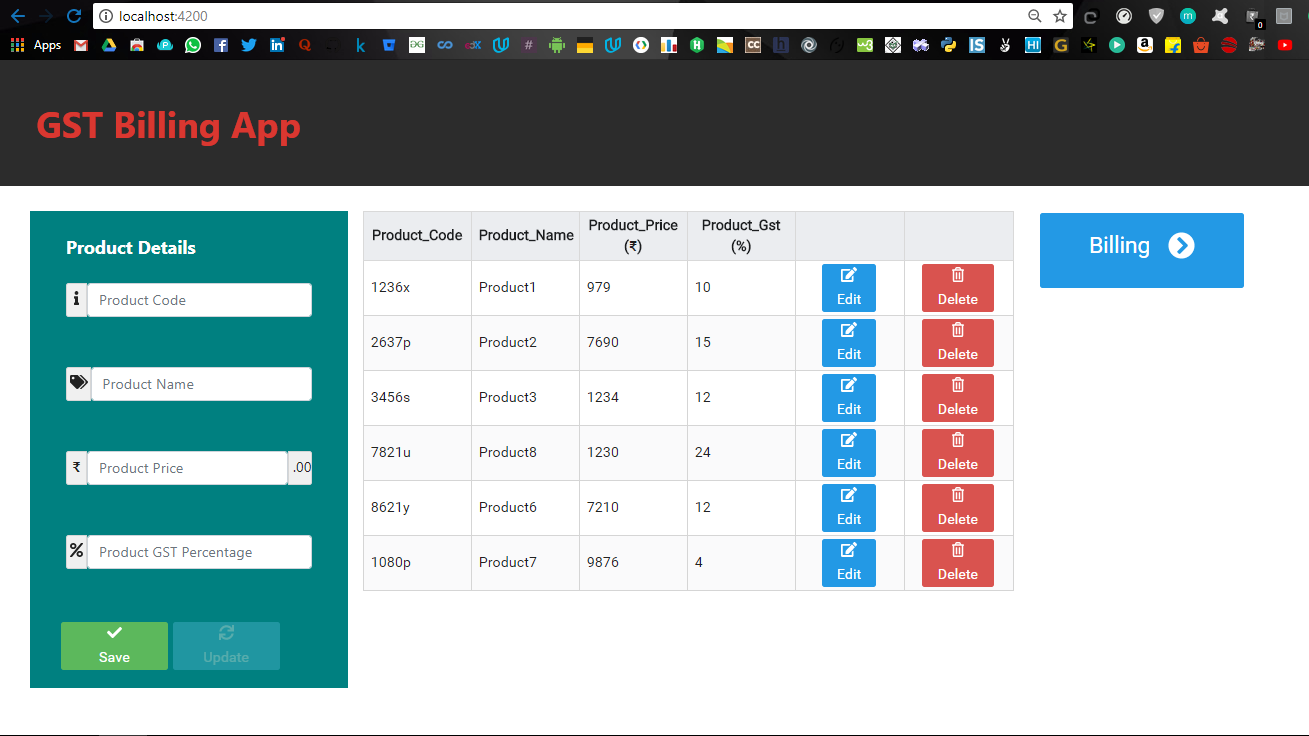 localhost:4200
0
Apps
GST Billing App
Product Details
Product Code
Product Name
₹ Product Price .00
% Product GST Percentage
Save Update
Product_Code Product_Name Product_Price (₹) Product_Gst (%)
1236x Product1 979 10 Edit Delete
2637p Product2 7690 15 Edit Delete
3456s Product3 1234 12 Edit Delete
7821u Product8 1230 24 Edit Delete
8621y Product6 7210 12 Edit Delete
1080p Product7 9876 4 Edit Delete
Billing